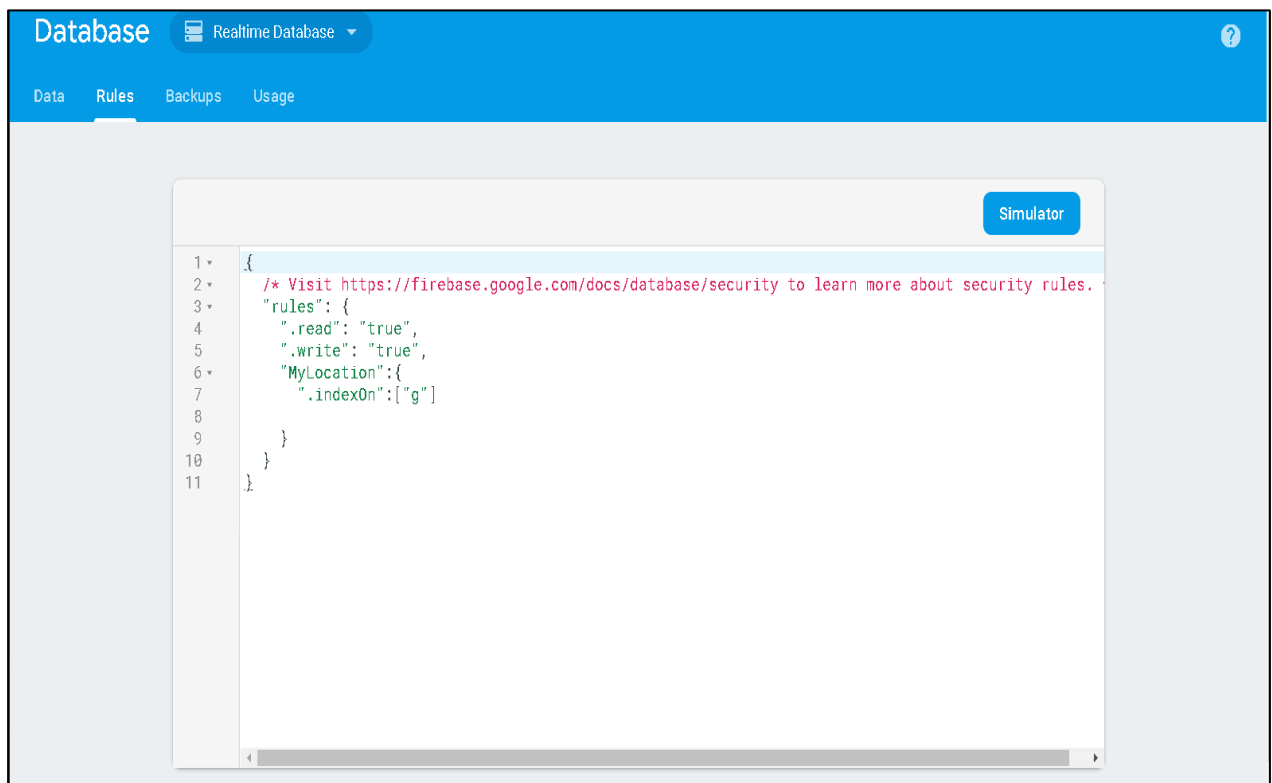 Database Realtime Database
Data Rules Backups Usage
Simulator
1 {
2 /* Visit https://firebase.google.com/docs/database/security to learn more about security rules.
3 "rules": {
4 ".read": "true",
5 ".write": "true",
6 "MyLocation":{
7 ".indexOn":["g"]
8
9 }
10 }
11 }